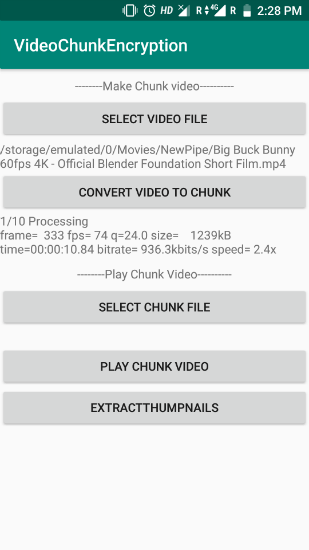 HD R 4G R 2:28 PM
VideoChunkEncryption
--------Make Chunk video----------
SELECT VIDEO FILE
/storage/emulated/0/Movies/NewPipe/Big Buck Bunny
60fps 4K - Official Blender Foundation Short Film.mp4
CONVERT VIDEO TO CHUNK
1/10 Processing
frame=  333 fps= 74 q=24.0 size=    1239kB
time=00:00:10.84 bitrate= 936.3kbits/s speed= 2.4x
--------Play Chunk Video----------
SELECT CHUNK FILE
PLAY CHUNK VIDEO
EXTRACTTHUMPNAILS